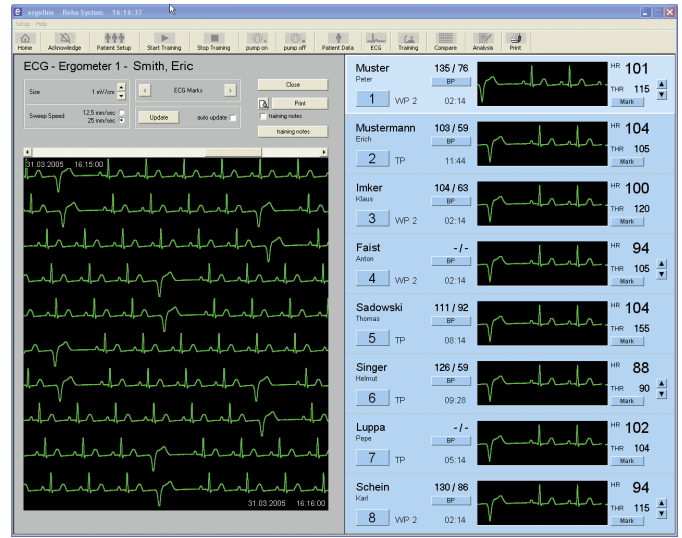 e ergoline - Reha System - 16:16:37
Setup Help
Home Acknowledge Patient Setup Start Training Stop Training pump on pump off Patient Data ECG Training Compare Analysis Print
ECG - Ergometer 1 - Smith, Eric
Size 1 mV/cm
< ECG Marks >
Close
Print
Sweep Speed 12,5 mm/sec
25 mm/sec
Update auto update
training notes
training notes
31.03.2005 16:15:00
31.03.2005 16:16:00
Muster 135 / 76 HR 101
Peter BP THR 115
1 WP 2 02:14 Mark
Mustermann 103 / 59 HR 104
Erich BP THR 105
2 TP 11:44 Mark
Imker 104 / 63 HR 100
Klaus BP THR 120
3 WP 2 02:14 Mark
Faist - / - HR 94
Anton BP THR 105
4 WP 2 02:14 Mark
Sadowski 111 / 92 HR 104
Thomas BP THR 155
5 TP 08:14 Mark
Singer 126 / 59 HR 88
Helmut BP THR 90
6 TP 09:28 Mark
Luppa - / - HR 102
Pepe BP THR 104
7 TP 05:14 Mark
Schein 130 / 86 HR 94
Karl BP THR 115
8 WP 2 02:14 Mark